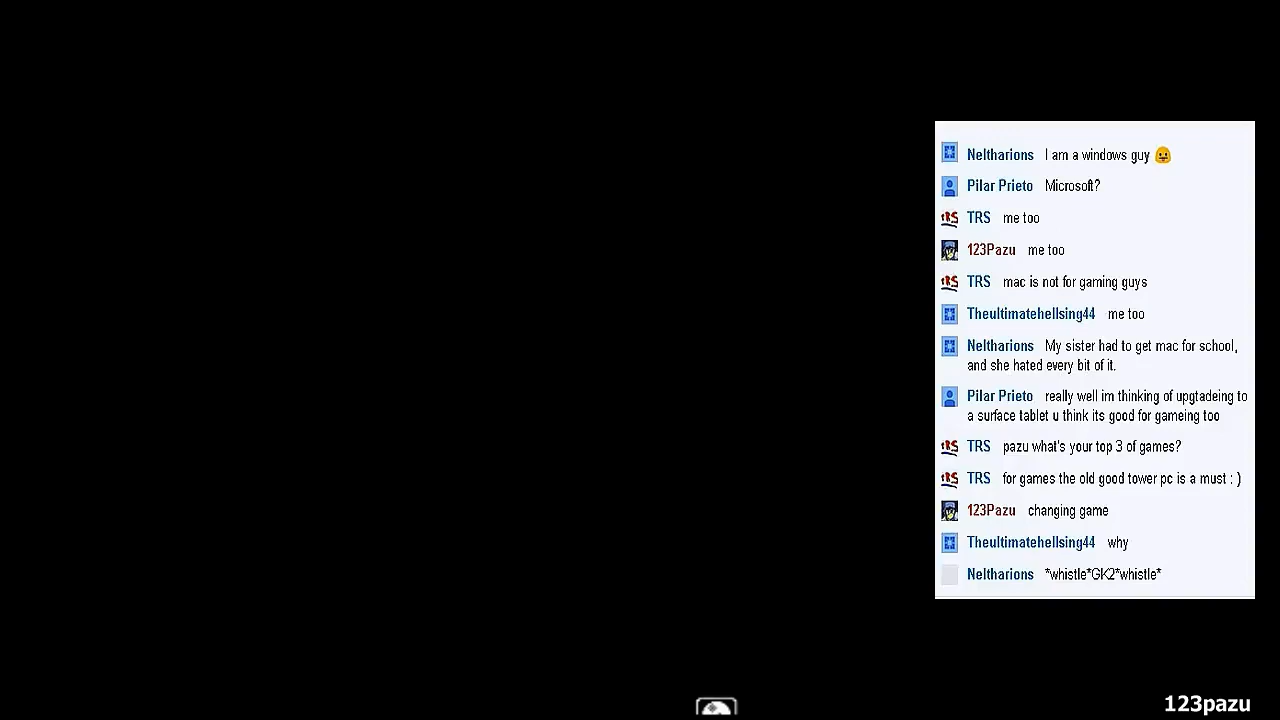 Neltharions I am a windows guy
Pilar Prieto Microsoft?
TRS me too
123Pazu me too
TRS mac is not for gaming guys
Theultimatehellsing44 me too
Neltharions My sister had to get mac for school,
and she hated every bit of it.
Pilar Prieto really well im thinking of upgtadeing to
a surface tablet u think its good for gameing too
TRS pazu what's your top 3 of games?
TRS for games the old good tower pc is a must : )
123Pazu changing game
Theultimatehellsing44 why
Neltharions *whistle*GK2*whistle*
123pazu